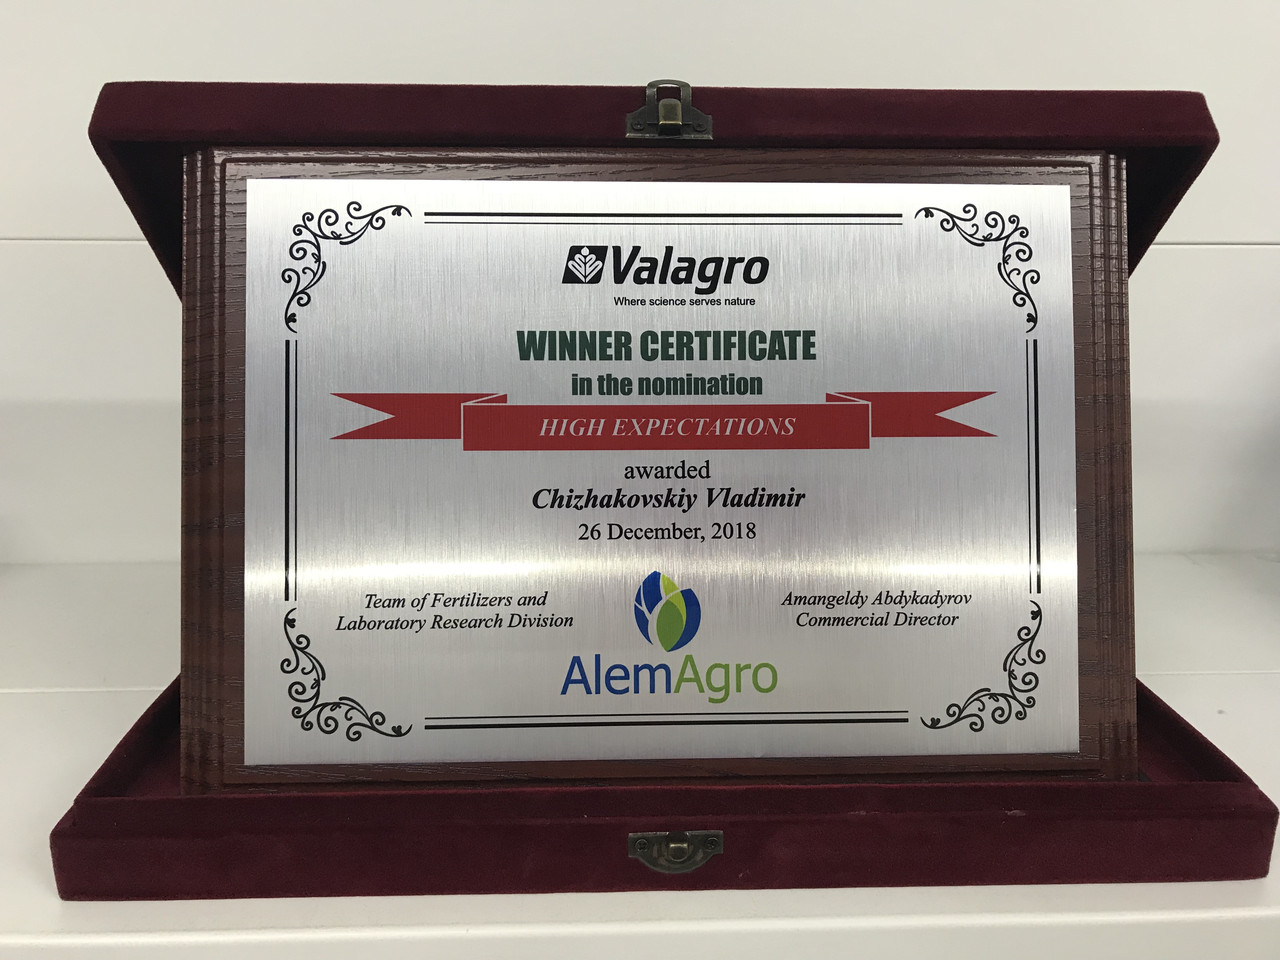 Valagro
Where science serves nature
WINNER CERTIFICATE
in the nomination
HIGH EXPECTATIONS
awarded
Chizhakovskiy Vladimir
26 December, 2018
Team of Fertilizers and
Laboratory Research Division
Amangeldy Abdykadyrov
Commercial Director
AlemAgro